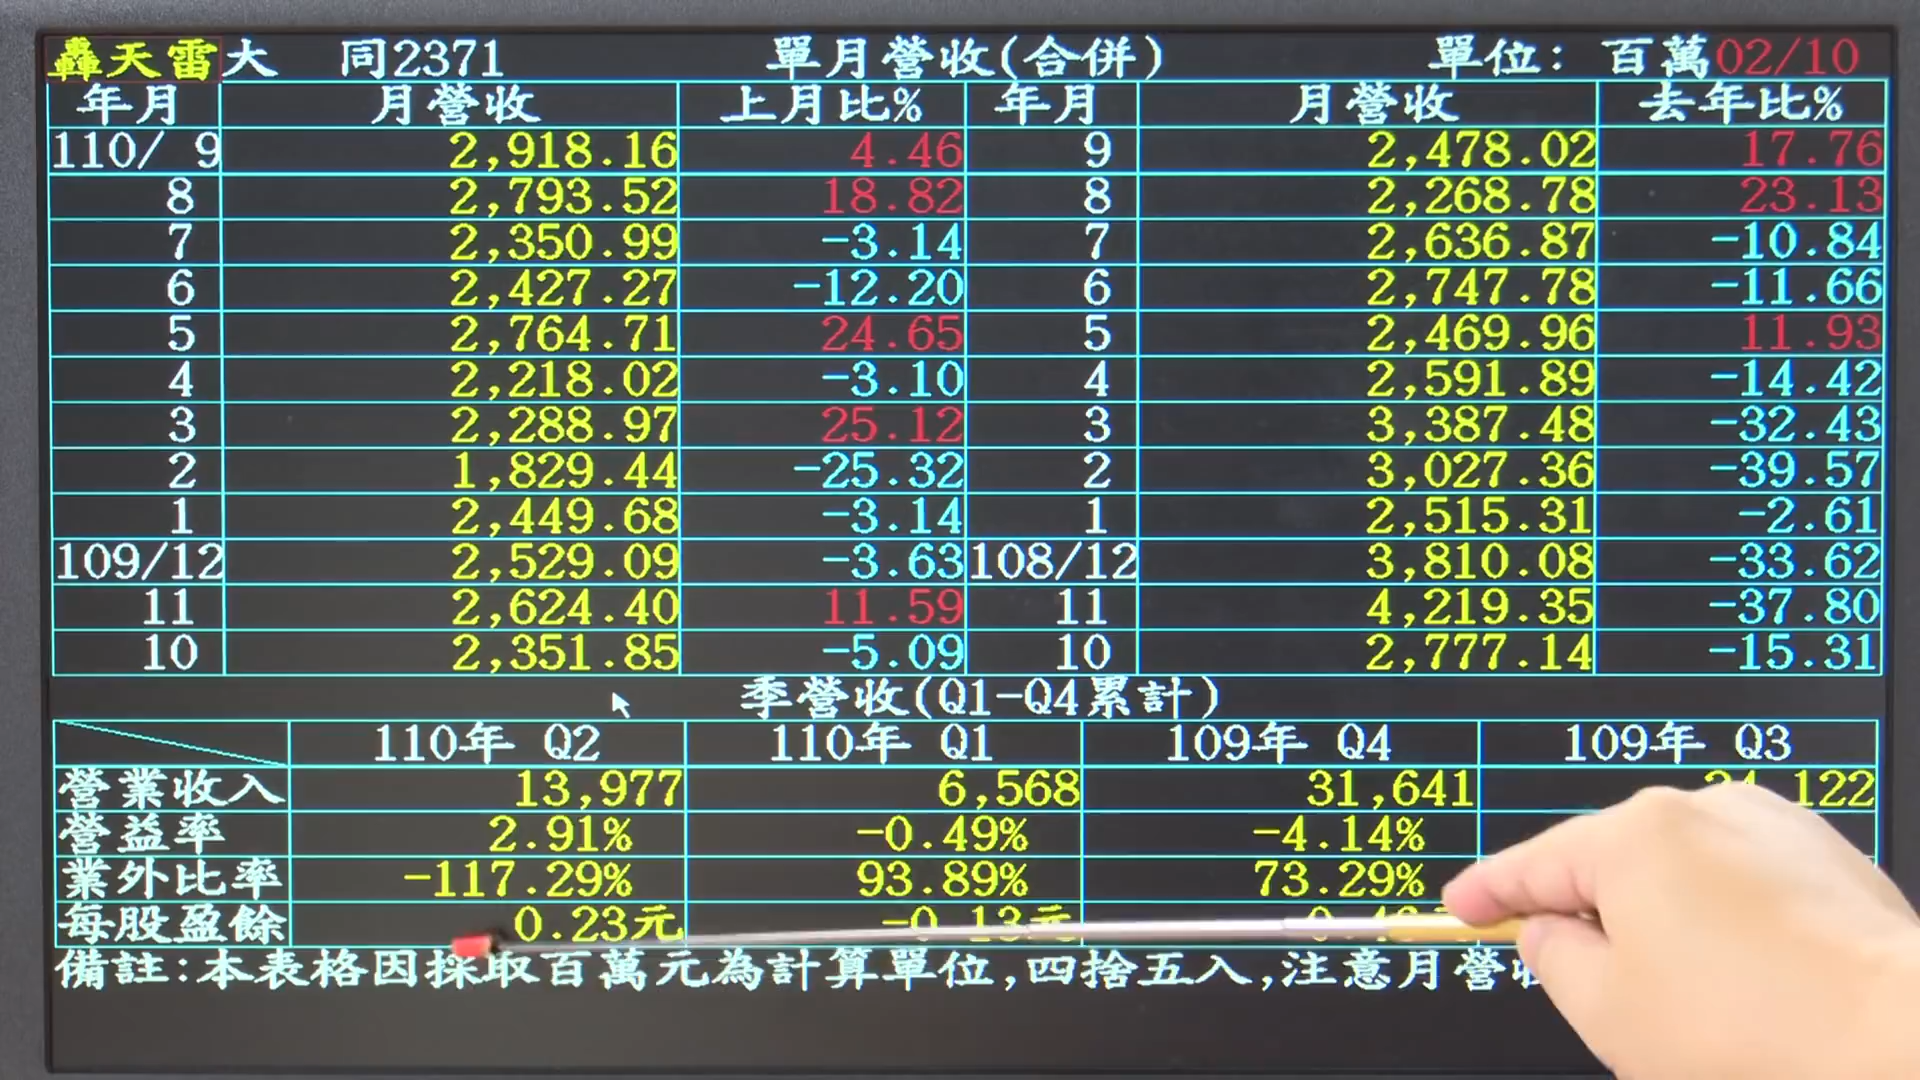 轟天雷大 同2371 單月營收(合併) 單位: 百萬02/10
年月 月營收 上月比% 年月 月營收 去年比%
110/ 9 2,918.16 4.46 9 2,478.02 17.76
8 2,793.52 18.82 8 2,268.78 23.13
7 2,350.99 -3.14 7 2,636.87 -10.84
6 2,427.27 -12.20 6 2,747.78 -11.66
5 2,764.71 24.65 5 2,469.96 11.93
4 2,218.02 -3.10 4 2,591.89 -14.42
3 2,288.97 25.12 3 3,387.48 -32.43
2 1,829.44 -25.32 2 3,027.36 -39.57
1 2,449.68 -3.14 1 2,515.31 -2.61
109/12 2,529.09 -3.63 108/12 3,810.08 -33.62
11 2,624.40 11.59 11 4,219.35 -37.80
10 2,351.85 -5.09 10 2,777.14 -15.31
季營收(Q1-Q4累計)
110年 Q2 110年 Q1 109年 Q4 109年 Q3
營業收入 13,977 6,568 31,641
營益率 2.91% -0.49% -4.14%
業外比率 -117.29% 93.89% 73.29%
每股盈餘 0.23元 -0.13元
備註:本表格因採取百萬元為計算單位,四捨五入,注意月營收